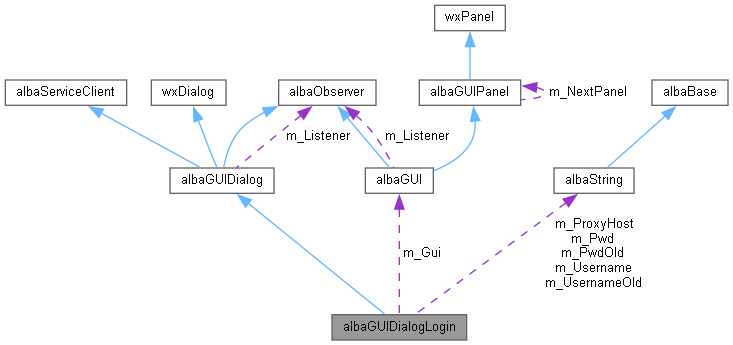 wxPanel
albaServiceClient
wxDialog
albaObserver
albaGUIPanel
m_NextPanel
albaBase
m_Listener
m_Listener
albaGUIDialog
albaGUI
albaString
m_Gui
m_ProxyHost
m_Pwd
m_PwdOld
m_Username
m_UsernameOld
albaGUIDialogLogin